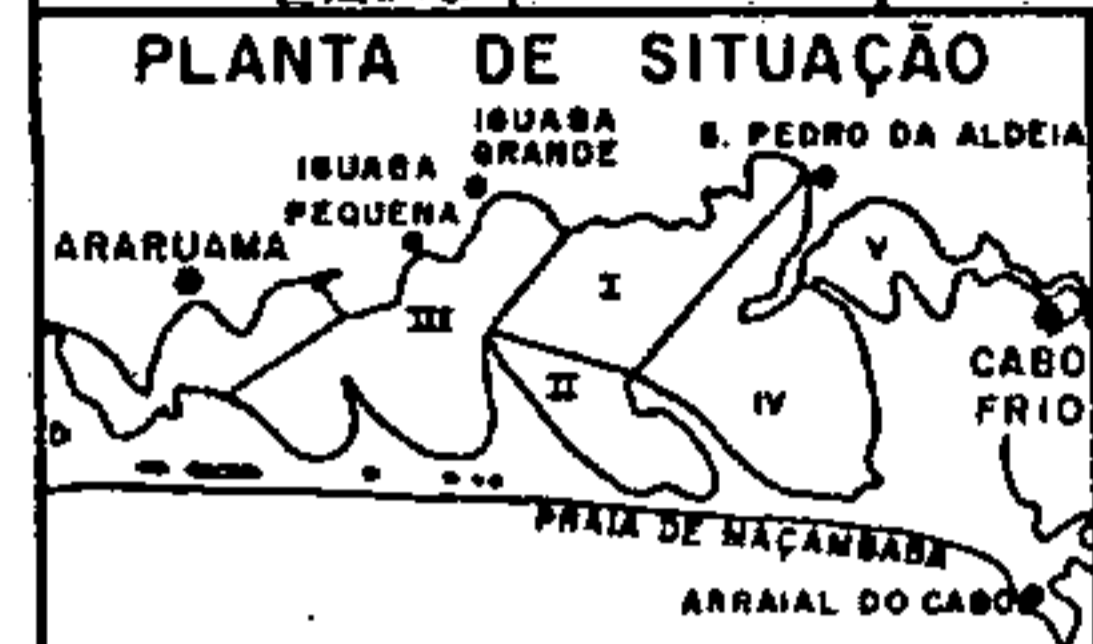 PLANTA DE SITUAÇÃO
IGUABA
GRANDE
S. PEDRO DA ALDEIA
IGUABA
PEQUENA
ARARUAMA
V
I
III
CABO
FRIO
II
IV
PRAIA DE MAÇAMBABA
ARRAIAL DO CABO